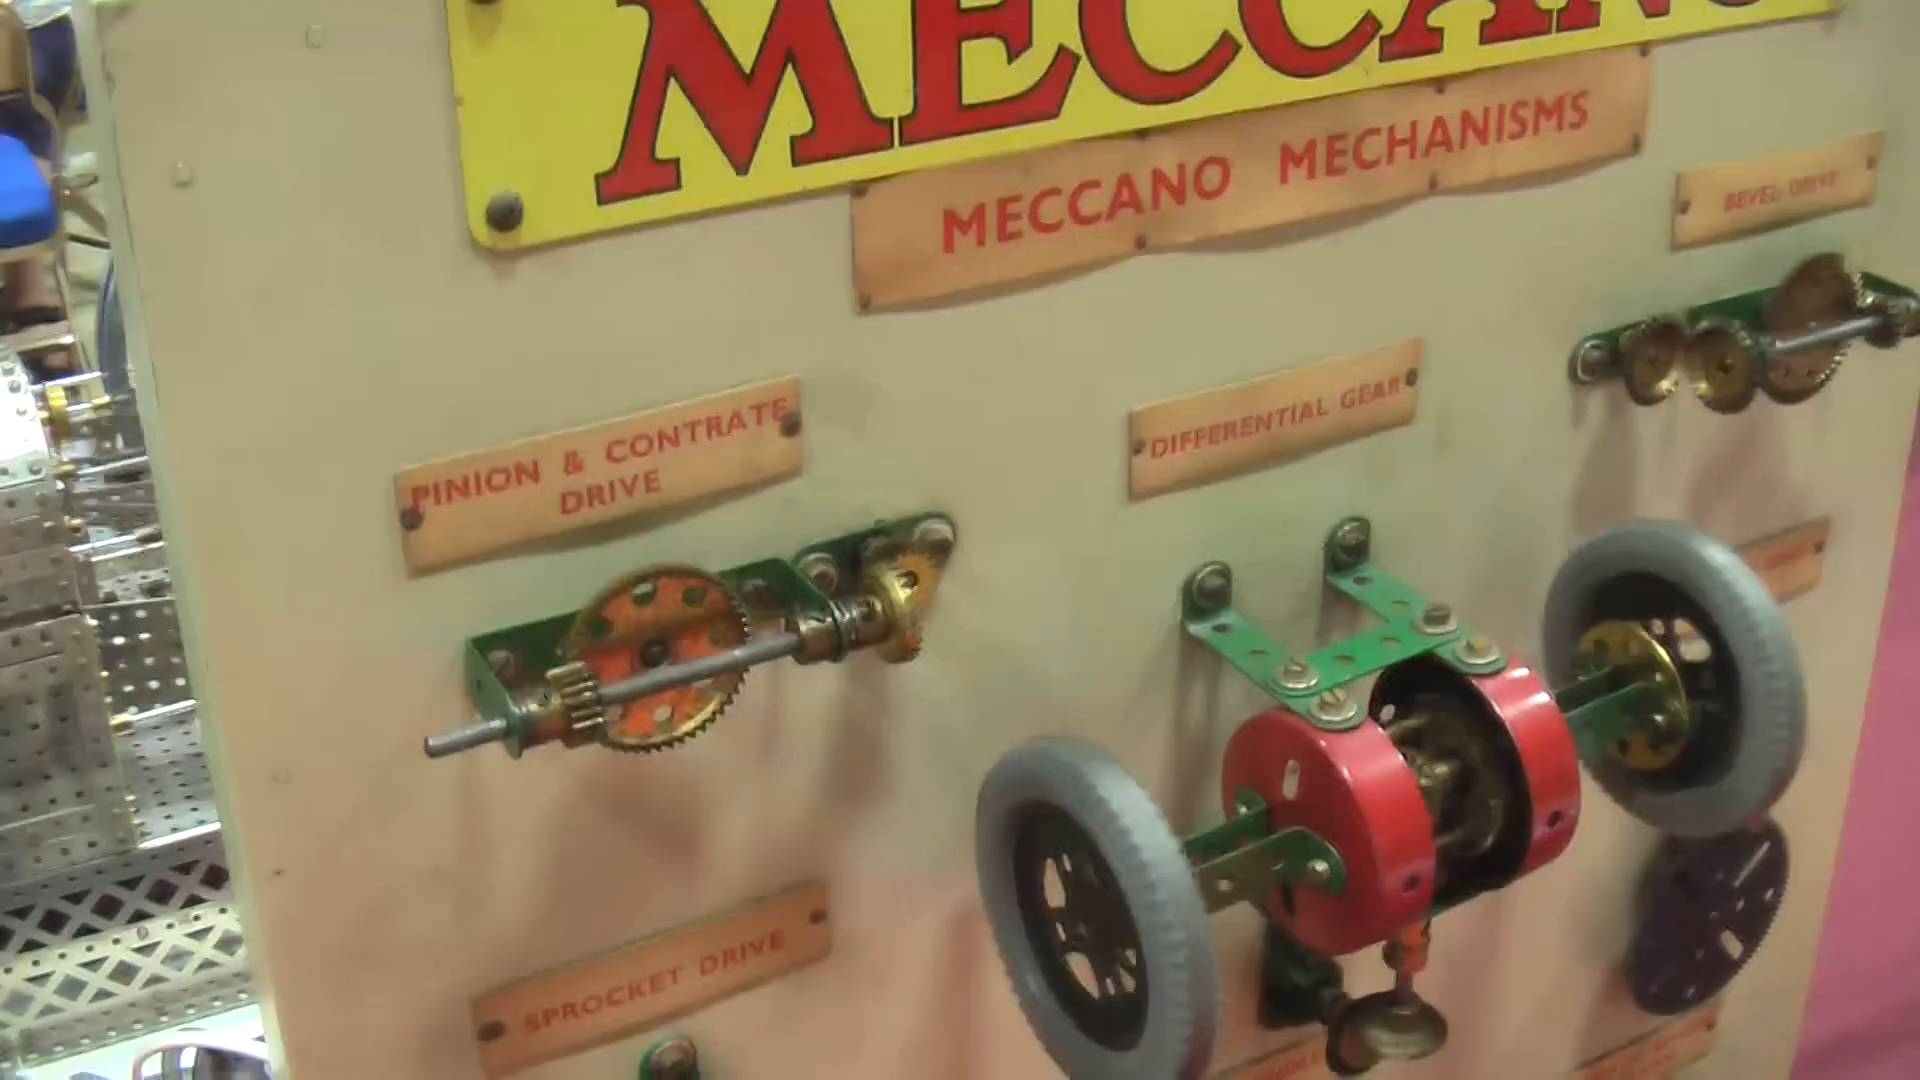 MECCANO
MECCANO MECHANISMS
BEVEL DRIVE
PINION & CONTRATE
DRIVE
DIFFERENTIAL GEAR
SPROCKET DRIVE